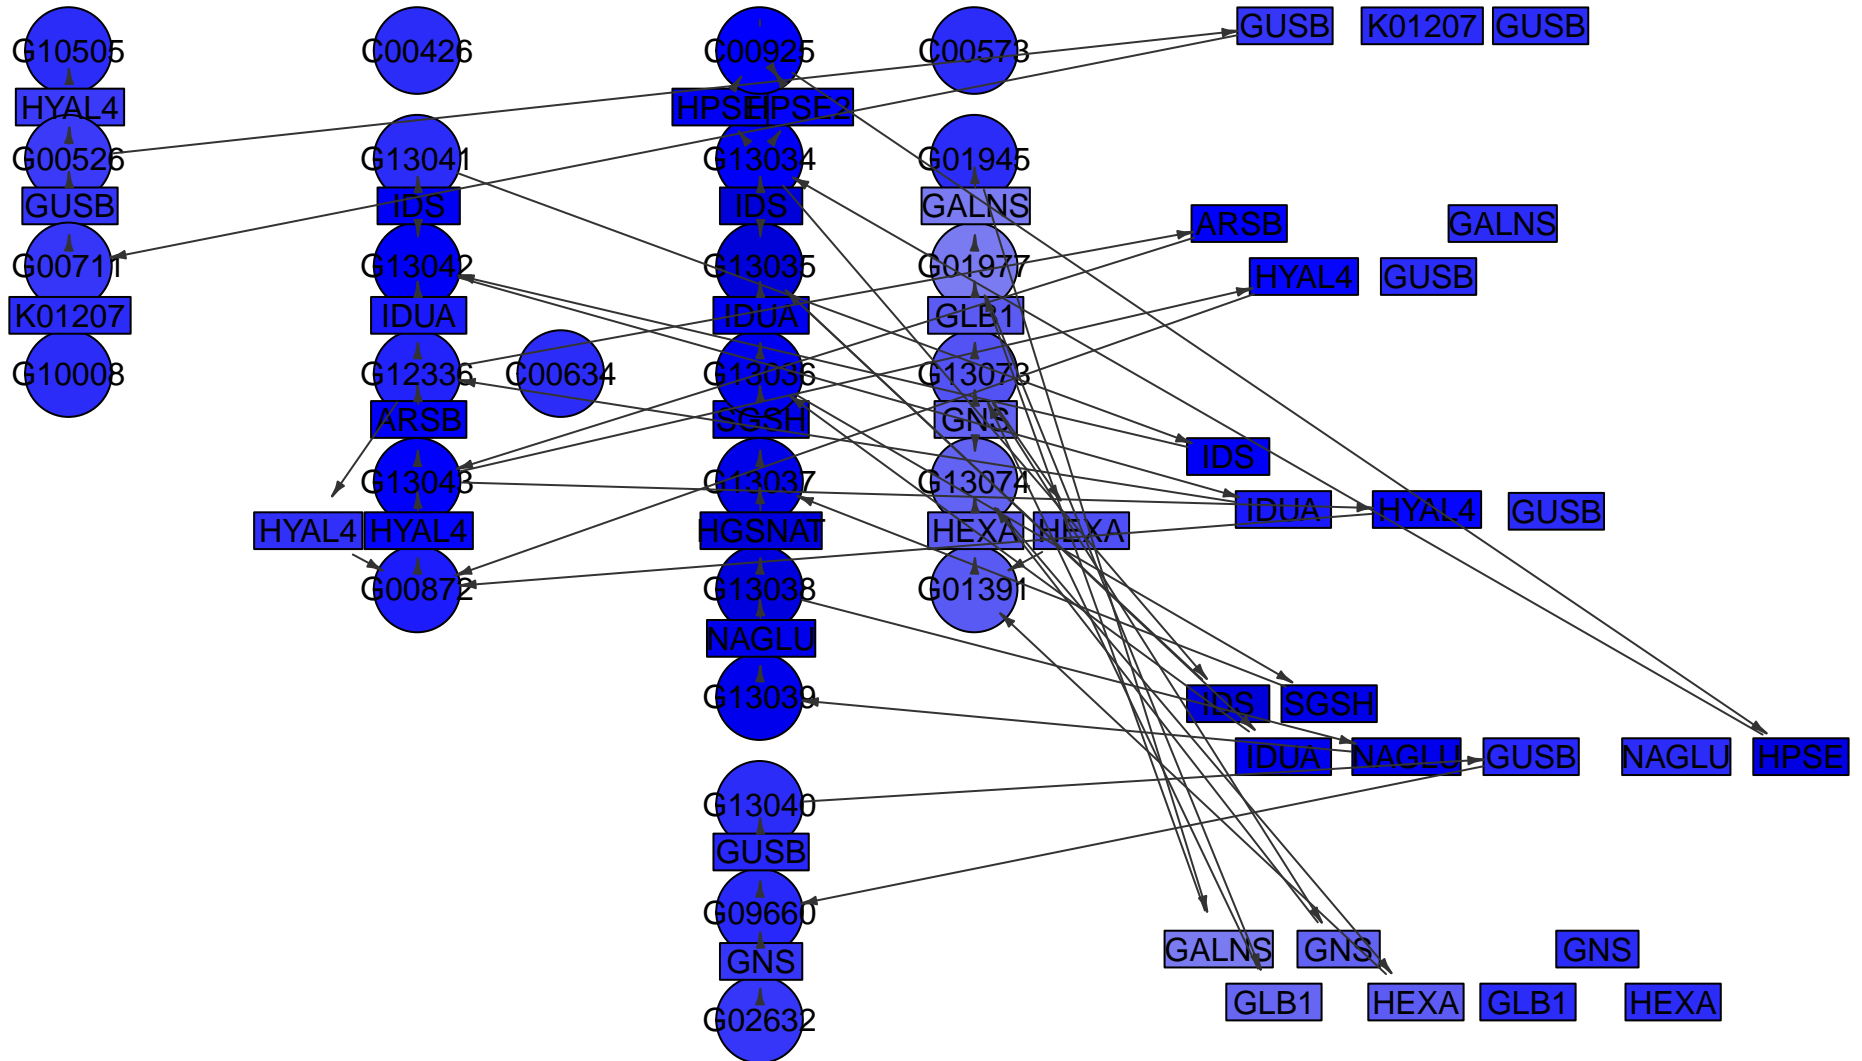 GUSB K01207 GUSB
G10505 C00426 C00925 C00573
HYAL4 HPSE HPSE2
G00526 G13041 G13034 G01945
GUSB IDS IDS GALNS ARSB GALNS
G00711 G13042 G13035 G01977 HYAL4 GUSB
K01207 IDUA IDUA GLB1
G10008 G12336 C00634 G13036 G13073
ARSB SGSH GNS
IDS
G13043 G13037 G13074
IDUA HYAL4 GUSB
HYAL4 HYAL4 HGSNAT HEXA HEXA
G00872 G13038 G01391
NAGLU
G13039 IDS SGSH
IDUA NAGLU GUSB NAGLU HPSE
G13040
GUSB
G09660
GALNS GNS GNS
GNS
GLB1 HEXA GLB1 HEXA
G02632